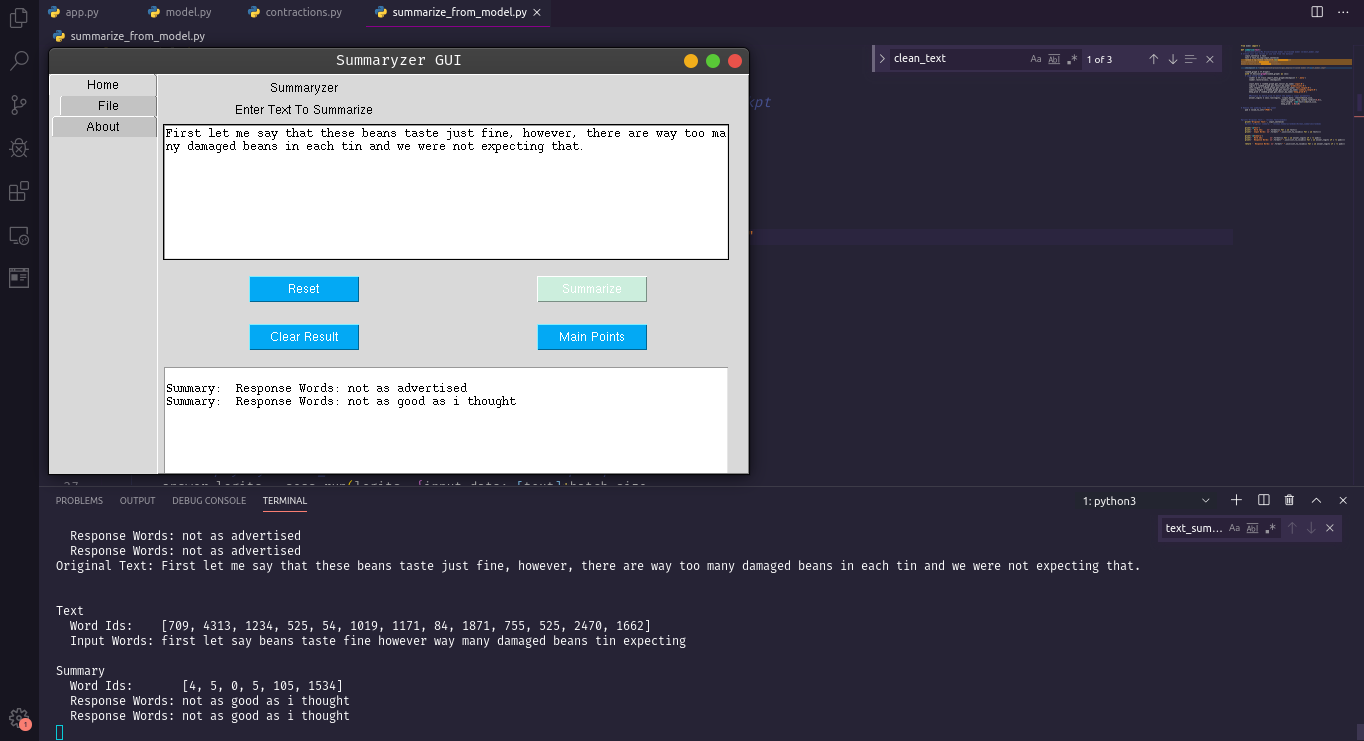 app.py
model.py
contractions.py
summarize_from_model.py
summarize_from_model.py
clean_text
Aa Abl .*
1 of 3
Summaryzer GUI
Home
File
About
Summaryzer
Enter Text To Summarize
First let me say that these beans taste just fine, however, there are way too ma
ny damaged beans in each tin and we were not expecting that.
Reset
Summarize
Clear Result
Main Points
Summary:  Response Words: not as advertised
Summary:  Response Words: not as good as i thought
PROBLEMS OUTPUT DEBUG CONSOLE TERMINAL
1: python3
text_sum...
Aa Abl .*
Response Words: not as advertised
Response Words: not as advertised
Original Text: First let me say that these beans taste just fine, however, there are way too many damaged beans in each tin and we were not expecting that.
Text
Word Ids:    [709, 4313, 1234, 525, 54, 1019, 1171, 84, 1871, 755, 525, 2470, 1662]
Input Words: first let say beans taste fine however way many damaged beans tin expecting
Summary
Word Ids:       [4, 5, 0, 5, 105, 1534]
Response Words: not as good as i thought
Response Words: not as good as i thought
1